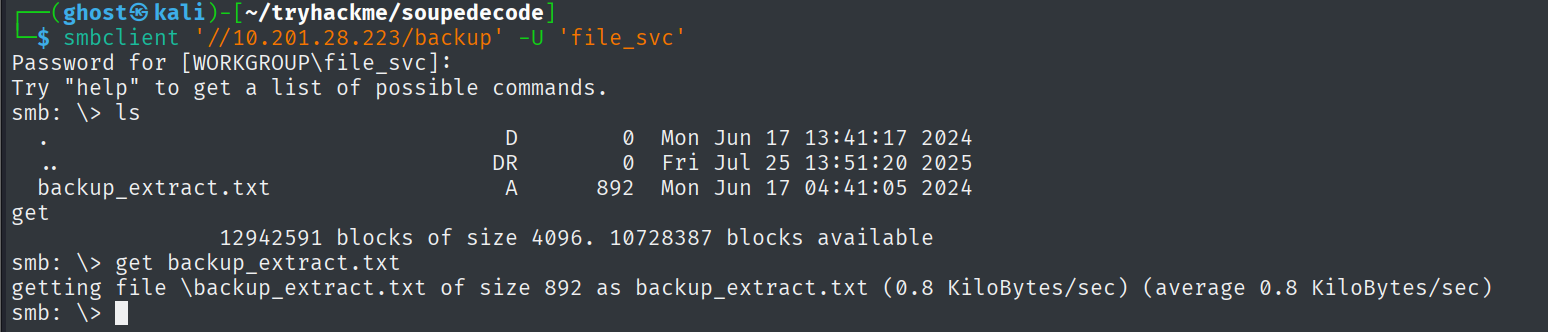 ┌──(ghost㉿kali)-[~/tryhackme/soupedecode]
└─$ smbclient '//10.201.28.223/backup' -U 'file_svc'
Password for [WORKGROUP\file_svc]:
Try "help" to get a list of possible commands.
smb: \> ls
  .                                   D        0  Mon Jun 17 13:41:17 2024
  ..                                 DR        0  Fri Jul 25 13:51:20 2025
  backup_extract.txt                  A      892  Mon Jun 17 04:41:05 2024
get
                12942591 blocks of size 4096. 10728387 blocks available
smb: \> get backup_extract.txt
getting file \backup_extract.txt of size 892 as backup_extract.txt (0.8 KiloBytes/sec) (average 0.8 KiloBytes/sec)
smb: \>